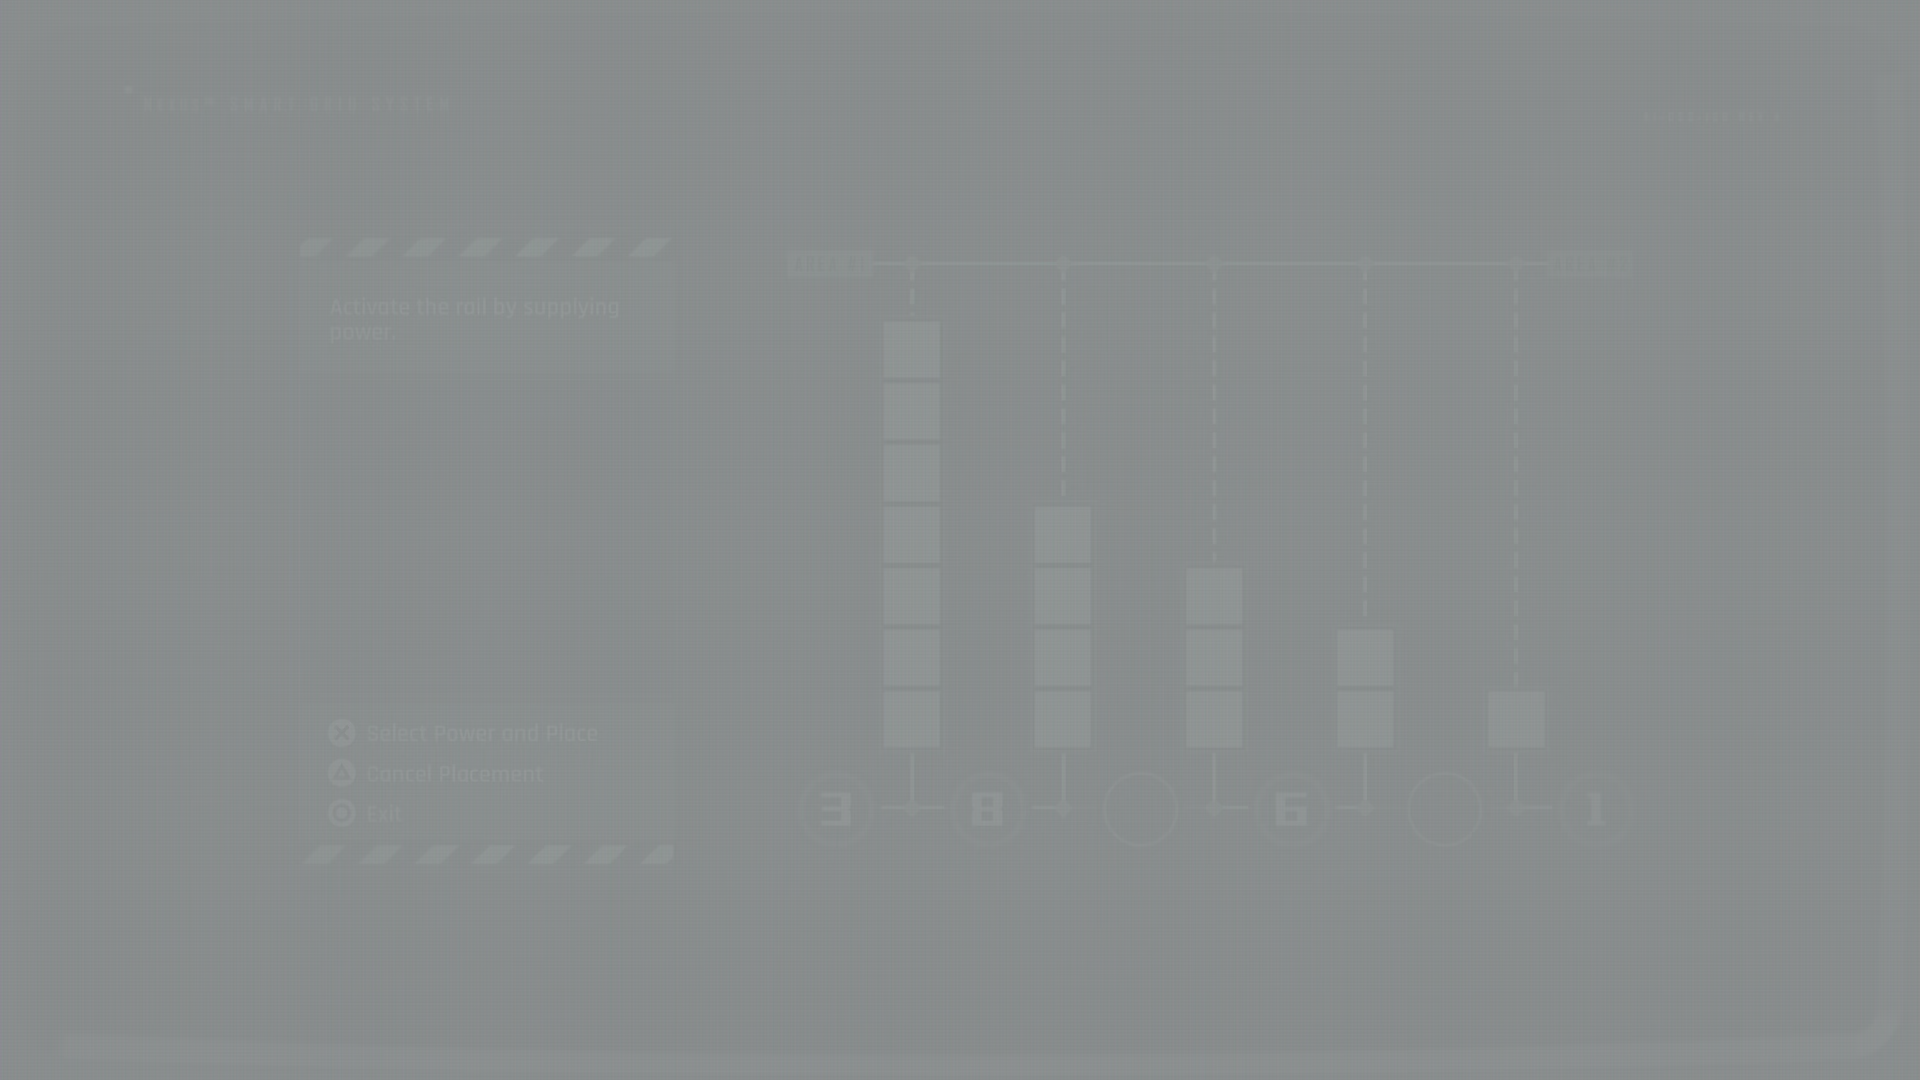 Activate the rail by supplying
power.
Select Power and Place
Cancel Placement
Exit
3 8 6 1